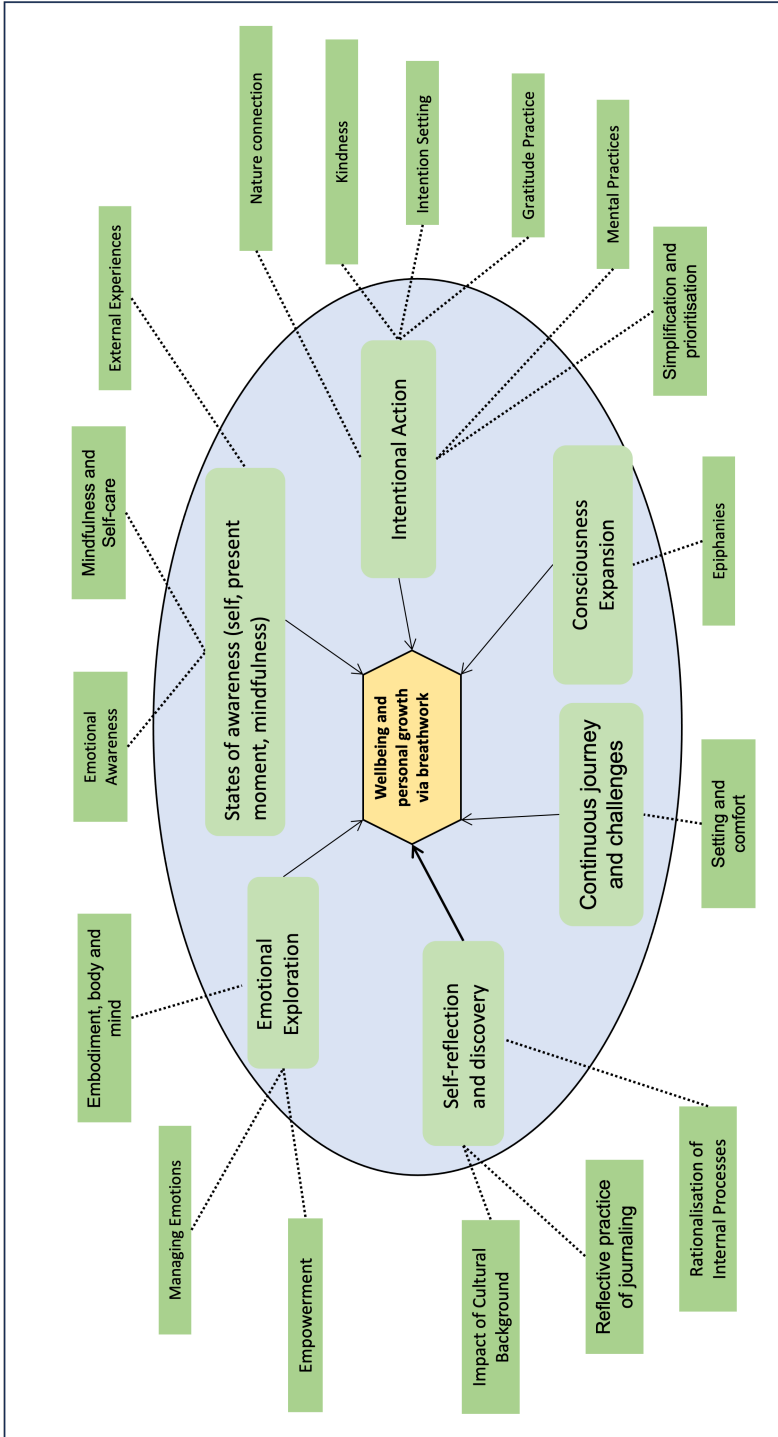 Managing Emotions
Embodiment, body and
mind
Emotional
Awareness
Mindfulness and
Self-care
External Experiences
Nature connection
Kindness
Intention Setting
Gratitude Practice
Mental Practices
Simplification and
prioritisation
Empowerment
Emotional
Exploration
States of awareness (self, present
moment, mindfulness)
Intentional Action
Wellbeing and
personal growth
via breathwork
Self-reflection
and discovery
Continuous journey
and challenges
Consciousness
Expansion
Impact of Cultural
Background
Reflective practice
of journaling
Rationalisation of
Internal Processes
Setting and
comfort
Epiphanies